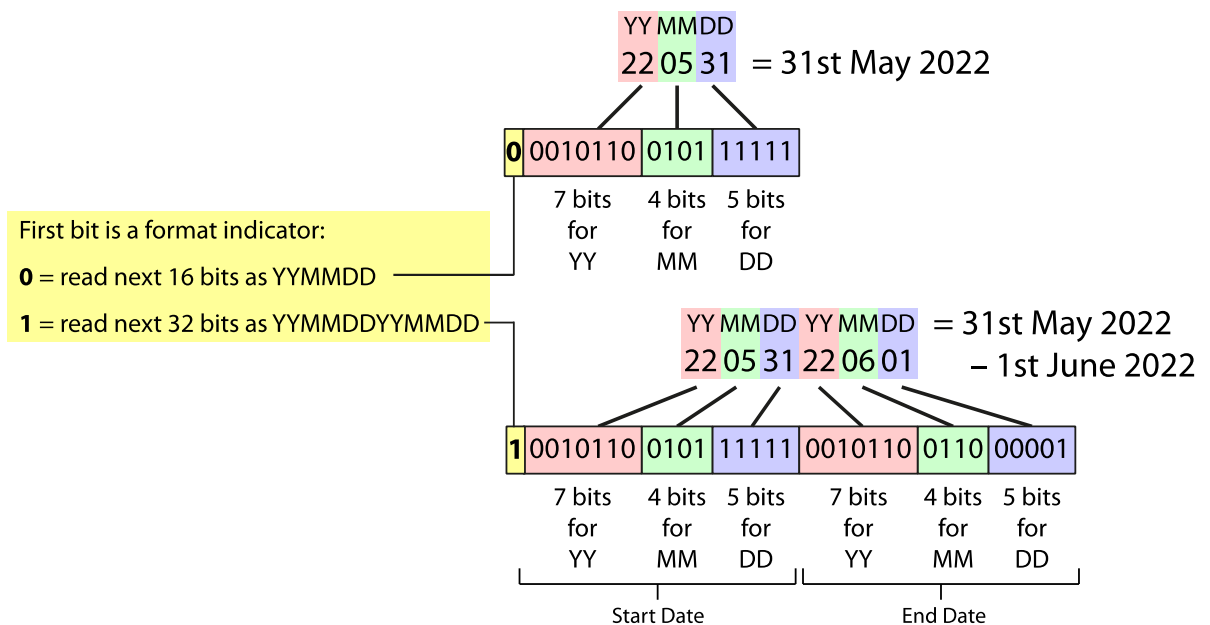 YY MM DD
22 05 31 = 31st May 2022
0 0010110 0101 11111
7 bits for YY
4 bits for MM
5 bits for DD
First bit is a format indicator:
0 = read next 16 bits as YYMMDD
1 = read next 32 bits as YYMMDDYYMMDD
YY MM DD YY MM DD
22 05 31 22 06 01
= 31st May 2022
– 1st June 2022
1 0010110 0101 11111 0010110 0110 00001
7 bits for YY
4 bits for MM
5 bits for DD
7 bits for YY
4 bits for MM
5 bits for DD
Start Date
End Date